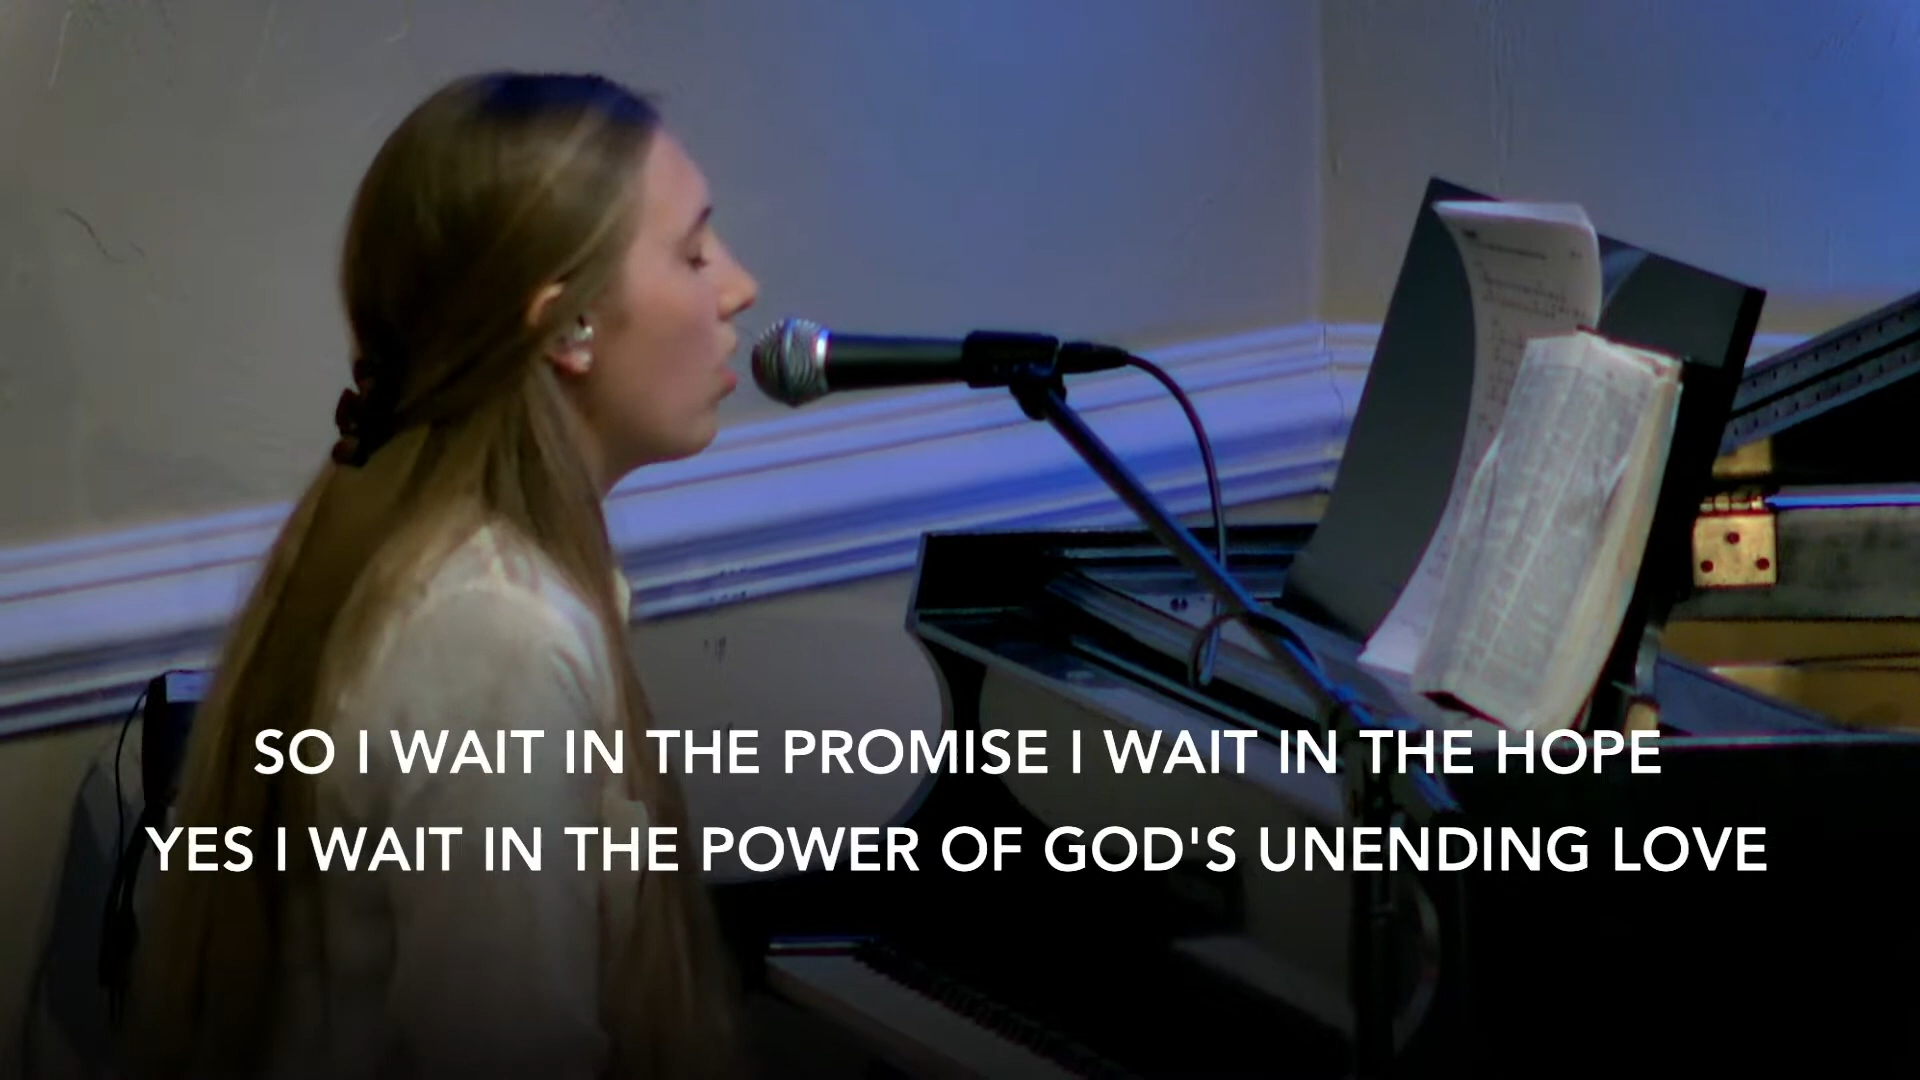 SO I WAIT IN THE PROMISE I WAIT IN THE HOPE
YES I WAIT IN THE POWER OF GOD'S UNENDING LOVE